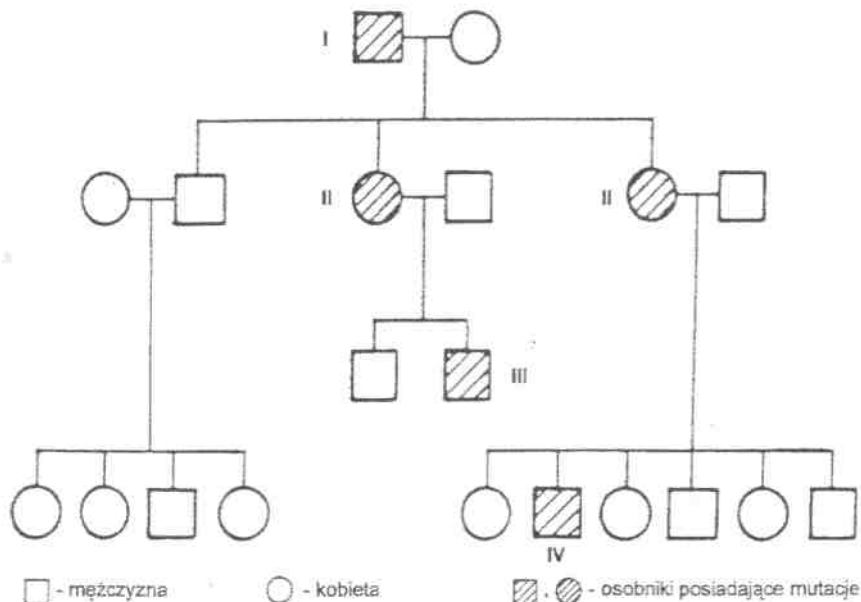 I
II
II
III
IV
- mężczyzna
- kobieta
, - osobniki posiadające mutacje